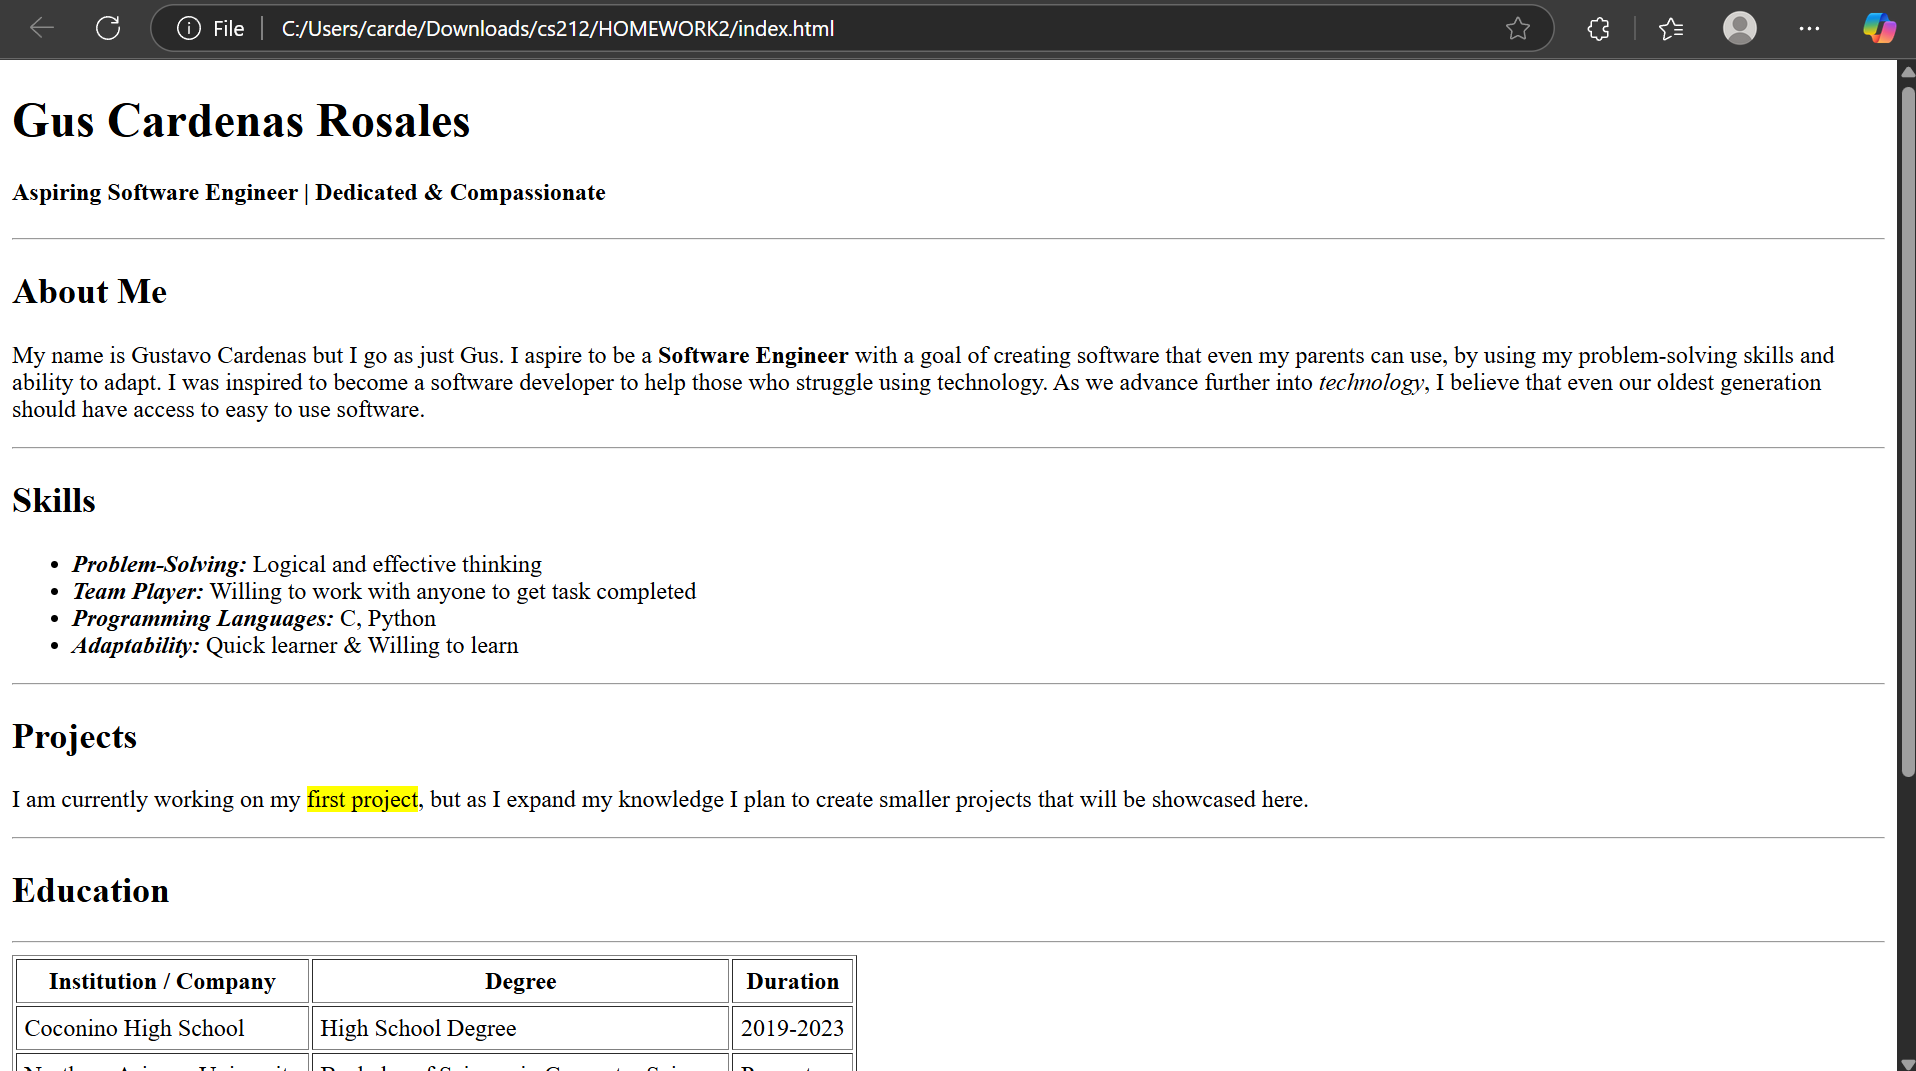 File
C:/Users/carde/Downloads/cs212/HOMEWORK2/index.html
Gus Cardenas Rosales
Aspiring Software Engineer | Dedicated & Compassionate
About Me
My name is Gustavo Cardenas but I go as just Gus. I aspire to be a Software Engineer with a goal of creating software that even my parents can use, by using my problem-solving skills and
ability to adapt. I was inspired to become a software developer to help those who struggle using technology. As we advance further into technology, I believe that even our oldest generation
should have access to easy to use software.
Skills
• Problem-Solving: Logical and effective thinking
• Team Player: Willing to work with anyone to get task completed
• Programming Languages: C, Python
• Adaptability: Quick learner & Willing to learn
Projects
I am currently working on my first project, but as I expand my knowledge I plan to create smaller projects that will be showcased here.
Education
Institution / Company Degree Duration
Coconino High School High School Degree 2019-2023